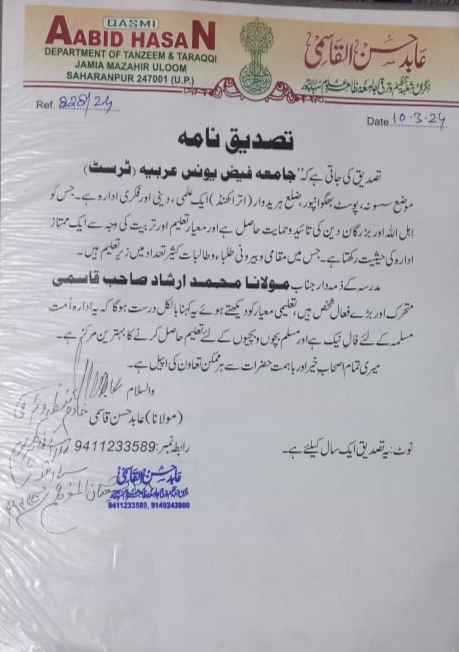 QASMI
AABID HASAN
DEPARTMENT OF TANZEEM & TARAQQI
JAMIA MAZAHIR ULOOM
SAHARANPUR 247001 (U.P.)
عابد حسن القاسمی
Ref. 828/24
Date. 10-3-24
تصدیق نامہ
تصدیق کی جاتی ہے کہ "جامعہ فیض یونس عربیہ (ٹرسٹ)
موضع سہونہ، پوسٹ بھگوانپور، ضلع ہریدوار (اتراکھنڈ) ایک علمی، دینی اور فکری ادارہ ہے۔ جس کو
اہل اللہ اور بزرگان دین کی تائید و حمایت حاصل ہے اور معیار تعلیم اور تربیت کی وجہ سے ایک ممتاز
ادارہ کی حیثیت رکھتا ہے۔ جس میں مقامی و بیرونی طلباء و طالبات کثیر تعداد میں زیر تعلیم ہیں۔
مدرسہ کے ذمہ دار جناب مولانا محمد ارشاد صاحب قاسمی
متحرک اور بڑے فعال شخص ہیں، تعلیمی معیار کو دیکھتے ہوئے یہ کہنا بالکل درست ہوگا کہ یہ ادارہ اُمت
مسلمہ کے لئے فال نیک ہے اور مسلم بچوں و بچیوں کے لئے تعلیم حاصل کرنے کا بہترین مرکز ہے۔
میری تمام اصحاب خیر اور باہمت حضرات سے ہر ممکن تعاون کی اپیل ہے۔
والسلام
(مولانا) عابد حسن قاسمی
رابطہ نمبر: 9411233589
نوٹ: یہ تصدیق ایک سال کیلئے ہے۔
عابد حسن القاسمی
9411233589, 9149243900